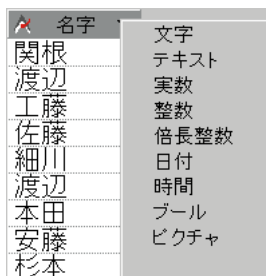 名字
関根
渡辺
工藤
佐藤
細川
渡辺
本田
安藤
杉本
文字
テキスト
実数
整数
倍長整数
日付
時間
ブール
ピクチャ